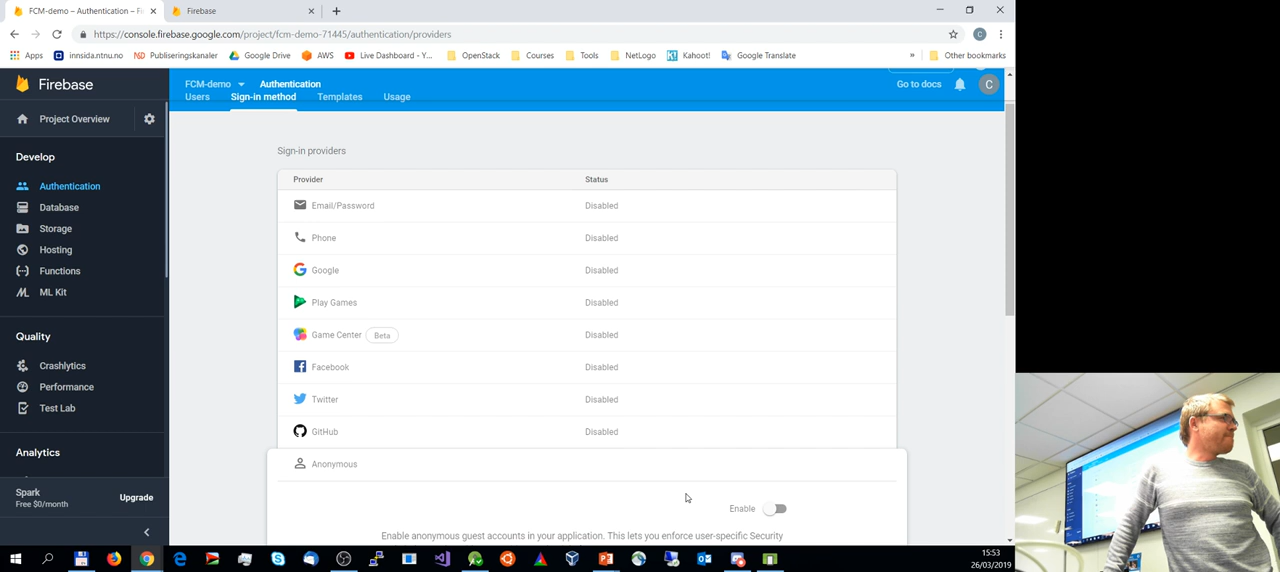 FCM-demo – Authentication – Fi
Firebase
https://console.firebase.google.com/project/fcm-demo-71445/authentication/providers
Apps
innsida.ntnu.no
Publiseringskanaler
Google Drive
AWS
Live Dashboard - Y...
OpenStack
Courses
Tools
NetLogo
Kahoot!
Google Translate
»
Other bookmarks
Firebase
FCM-demo
Authentication
Go to docs
C
Users
Sign-in method
Templates
Usage
Project Overview
Develop
Authentication
Database
Storage
Hosting
Functions
ML Kit
Quality
Crashlytics
Performance
Test Lab
Analytics
Spark
Free $0/month
Upgrade
Sign-in providers
Provider
Status
Email/Password
Disabled
Phone
Disabled
Google
Disabled
Play Games
Disabled
Game Center
Beta
Disabled
Facebook
Disabled
Twitter
Disabled
GitHub
Disabled
Anonymous
Enable
Enable anonymous guest accounts in your application. This lets you enforce user-specific Security
15:53
26/03/2019